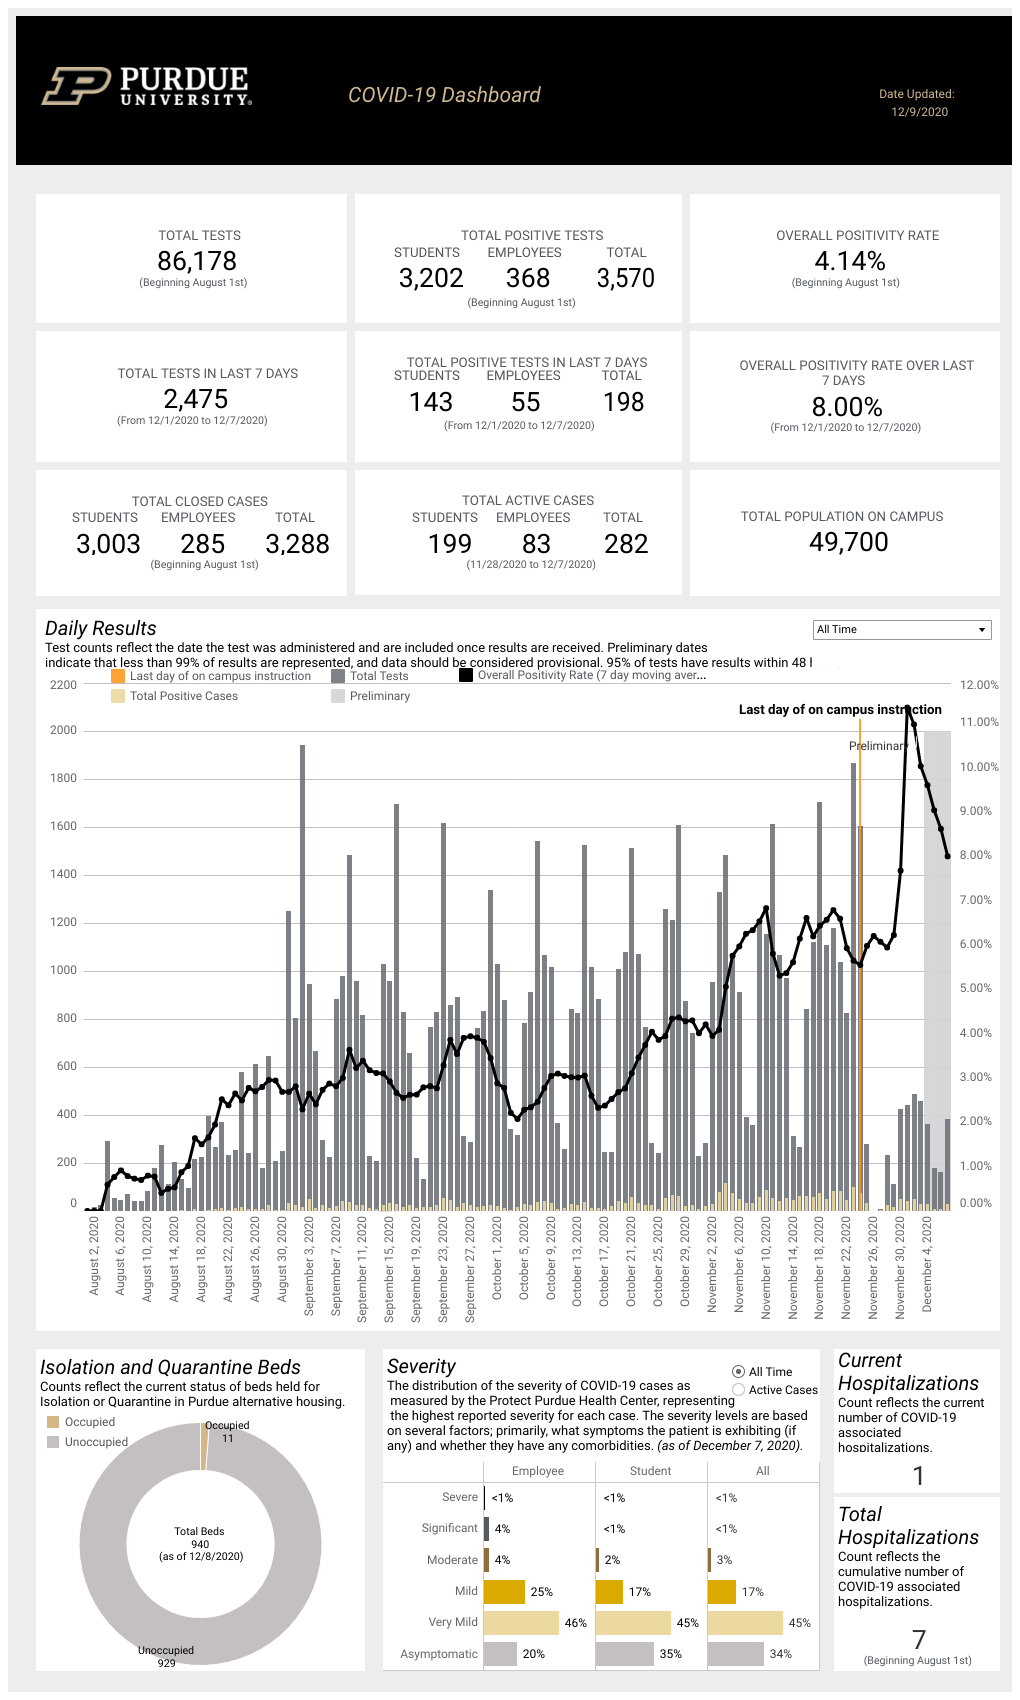 PURDUE
UNIVERSITY.
COVID-19 Dashboard
Date Updated:
12/9/2020
TOTAL TESTS
86,178
(Beginning August 1st)
TOTAL POSITIVE TESTS
STUDENTS EMPLOYEES TOTAL
3,202 368 3,570
(Beginning August 1st)
OVERALL POSITIVITY RATE
4.14%
(Beginning August 1st)
TOTAL TESTS IN LAST 7 DAYS
2,475
(From 12/1/2020 to 12/7/2020)
TOTAL POSITIVE TESTS IN LAST 7 DAYS
STUDENTS EMPLOYEES TOTAL
143 55 198
(From 12/1/2020 to 12/7/2020)
OVERALL POSITIVITY RATE OVER LAST
7 DAYS
8.00%
(From 12/1/2020 to 12/7/2020)
TOTAL CLOSED CASES
STUDENTS EMPLOYEES TOTAL
3,003 285 3,288
(Beginning August 1st)
TOTAL ACTIVE CASES
STUDENTS EMPLOYEES TOTAL
199 83 282
(11/28/2020 to 12/7/2020)
TOTAL POPULATION ON CAMPUS
49,700
Daily Results
All Time
Test counts reflect the date the test was administered and are included once results are received. Preliminary dates
indicate that less than 99% of results are represented, and data should be considered provisional. 95% of tests have results within 48
Last day of on campus instruction Total Tests Overall Positivity Rate (7 day moving aver...
Total Positive Cases Preliminary
2200
2000
1800
1600
1400
1200
1000
800
600
400
200
0
Last day of on campus instruction
Preliminary
12.00%
11.00%
10.00%
9.00%
8.00%
7.00%
6.00%
5.00%
4.00%
3.00%
2.00%
1.00%
0.00%
August 2, 2020
August 6, 2020
August 10, 2020
August 14, 2020
August 18, 2020
August 22, 2020
August 26, 2020
August 30, 2020
September 3, 2020
September 7, 2020
September 11, 2020
September 15, 2020
September 19, 2020
September 23, 2020
September 27, 2020
October 1, 2020
October 5, 2020
October 9, 2020
October 13, 2020
October 17, 2020
October 21, 2020
October 25, 2020
October 29, 2020
November 2, 2020
November 6, 2020
November 10, 2020
November 14, 2020
November 18, 2020
November 22, 2020
November 26, 2020
November 30, 2020
December 4, 2020
Isolation and Quarantine Beds
Counts reflect the current status of beds held for
Isolation or Quarantine in Purdue alternative housing.
Occupied
Unoccupied
Occupied
11
Total Beds
940
(as of 12/8/2020)
Unoccupied
929
Severity
All Time
Active Cases
The distribution of the severity of COVID-19 cases as
measured by the Protect Purdue Health Center, representing
the highest reported severity for each case. The severity levels are based
on several factors; primarily, what symptoms the patient is exhibiting (if
any) and whether they have any comorbidities. (as of December 7, 2020).
Employee Student All
Severe <1% <1% <1%
Significant 4% <1% <1%
Moderate 4% 2% 3%
Mild 25% 17% 17%
Very Mild 46% 45% 45%
Asymptomatic 20% 35% 34%
Current
Hospitalizations
Count reflects the current
number of COVID-19
associated
hospitalizations.
1
Total
Hospitalizations
Count reflects the
cumulative number of
COVID-19 associated
hospitalizations.
7
(Beginning August 1st)